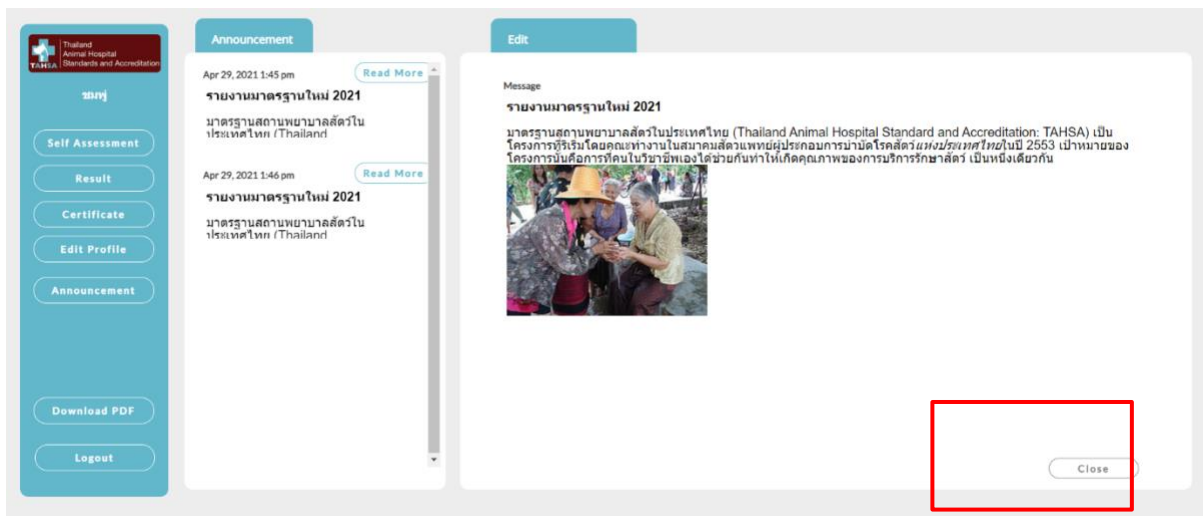 Thailand
Animal Hospital
Standards and Accreditation
TAHSA
ชมพู่
Self Assessment
Result
Certificate
Edit Profile
Announcement
Download PDF
Logout
Announcement
Apr 29, 2021 1:45 pm
Read More
รายงานมาตรฐานใหม่ 2021
มาตรฐานสถานพยาบาลสัตว์ใน
ประเทศไทย (Thailand
Apr 29, 2021 1:46 pm
Read More
รายงานมาตรฐานใหม่ 2021
มาตรฐานสถานพยาบาลสัตว์ใน
ประเทศไทย (Thailand
Edit
Message
รายงานมาตรฐานใหม่ 2021
มาตรฐานสถานพยาบาลสัตว์ในประเทศไทย (Thailand Animal Hospital Standard and Accreditation: TAHSA) เป็น
โครงการที่ริเริ่มโดยคณะทำงานในสมาคมสัตวแพทย์ผู้ประกอบการบำบัดโรคสัตว์แห่งประเทศไทยในปี 2553 เป้าหมายของ
โครงการนั้นคือการที่คนในวิชาชีพเองได้ช่วยกันทำให้เกิดคุณภาพของการบริการรักษาสัตว์ เป็นหนึ่งเดียวกัน
Close